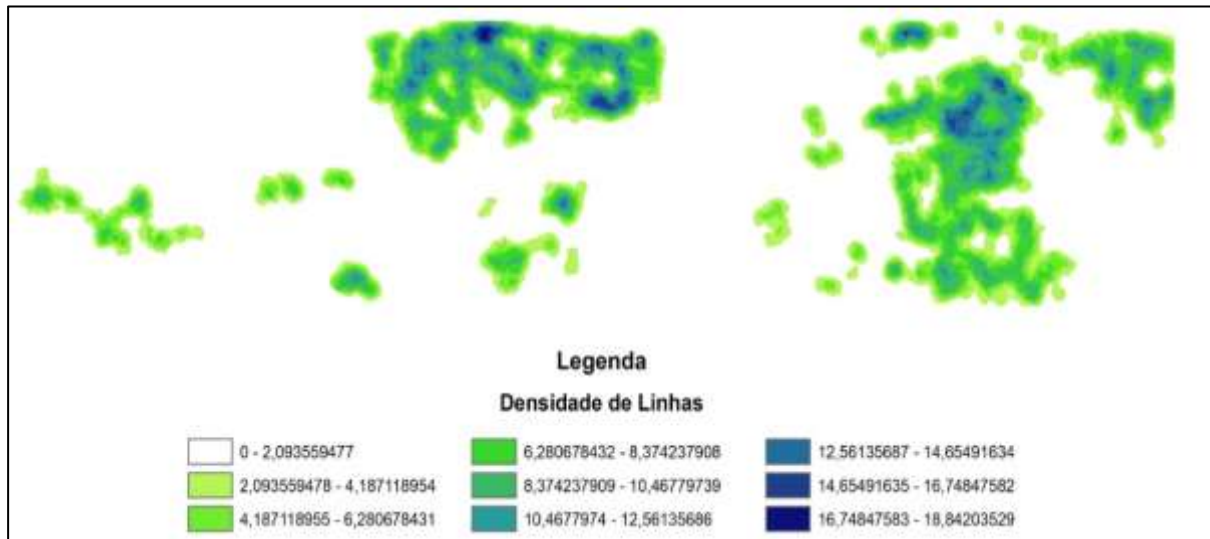 Legenda
Densidade de Linhas
0 - 2,093559477
2,093559478 - 4,187118954
4,187118955 - 6,280678431
6,280678432 - 8,374237908
8,374237909 - 10,46779739
10,4677974 - 12,56135686
12,56135687 - 14,65491634
14,65491635 - 16,74847582
16,74847583 - 18,84203529